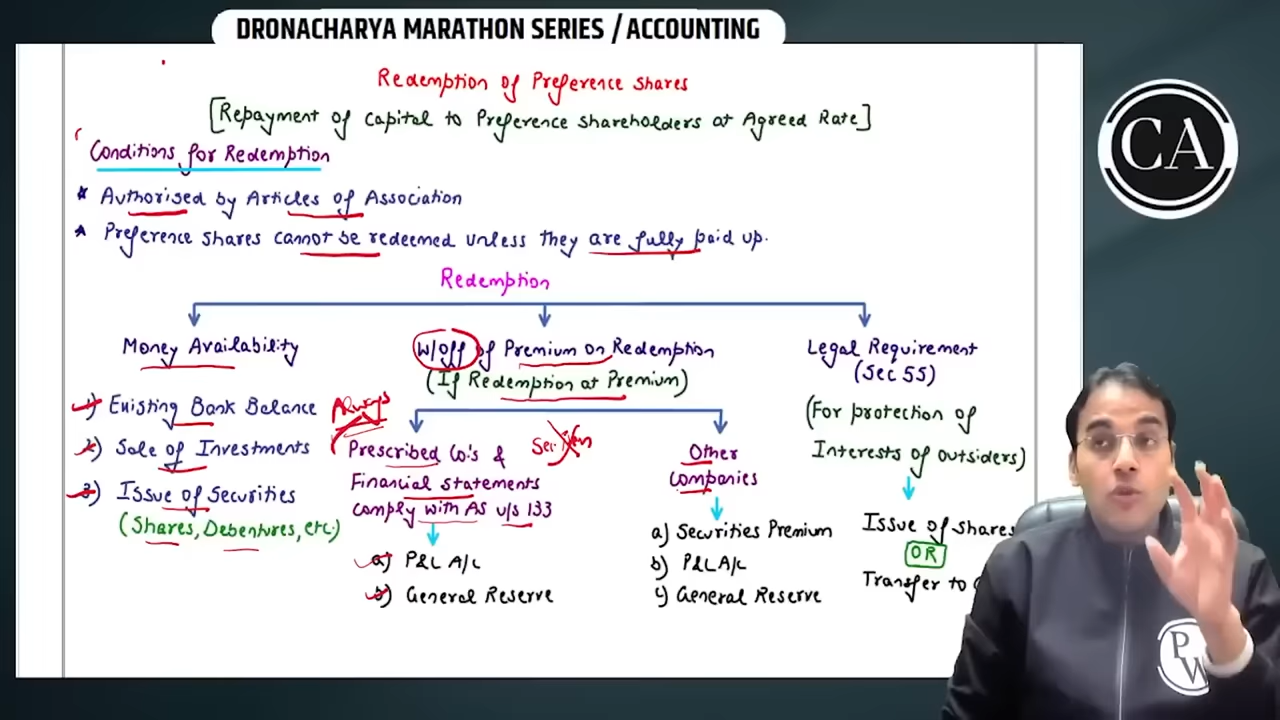 DRONACHARYA MARATHON SERIES / ACCOUNTING
CA
Redemption of Preference shares
[Repayment of capital to Preference shareholders at Agreed Rate]
Conditions for Redemption
* Authorised by Articles of Association
* Preference shares cannot be redeemed unless they are fully paid up.
Redemption
Money Availability
1) Existing Bank Balance
2) Sale of Investments
3) Issue of Securities
(Shares, Debentures, etc.)
W/off of Premium on Redemption
(If Redemption at Premium)
Always
Prescribed Co's &
Financial statements
comply with AS u/s 133
a) P&L A/c
b) General Reserve
Other
companies
a) Securities Premium
b) P&L A/c
c) General Reserve
Legal Requirement
(Sec 55)
(For protection of
Interests of outsiders)
Issue of shares
OR
Transfer to
PW